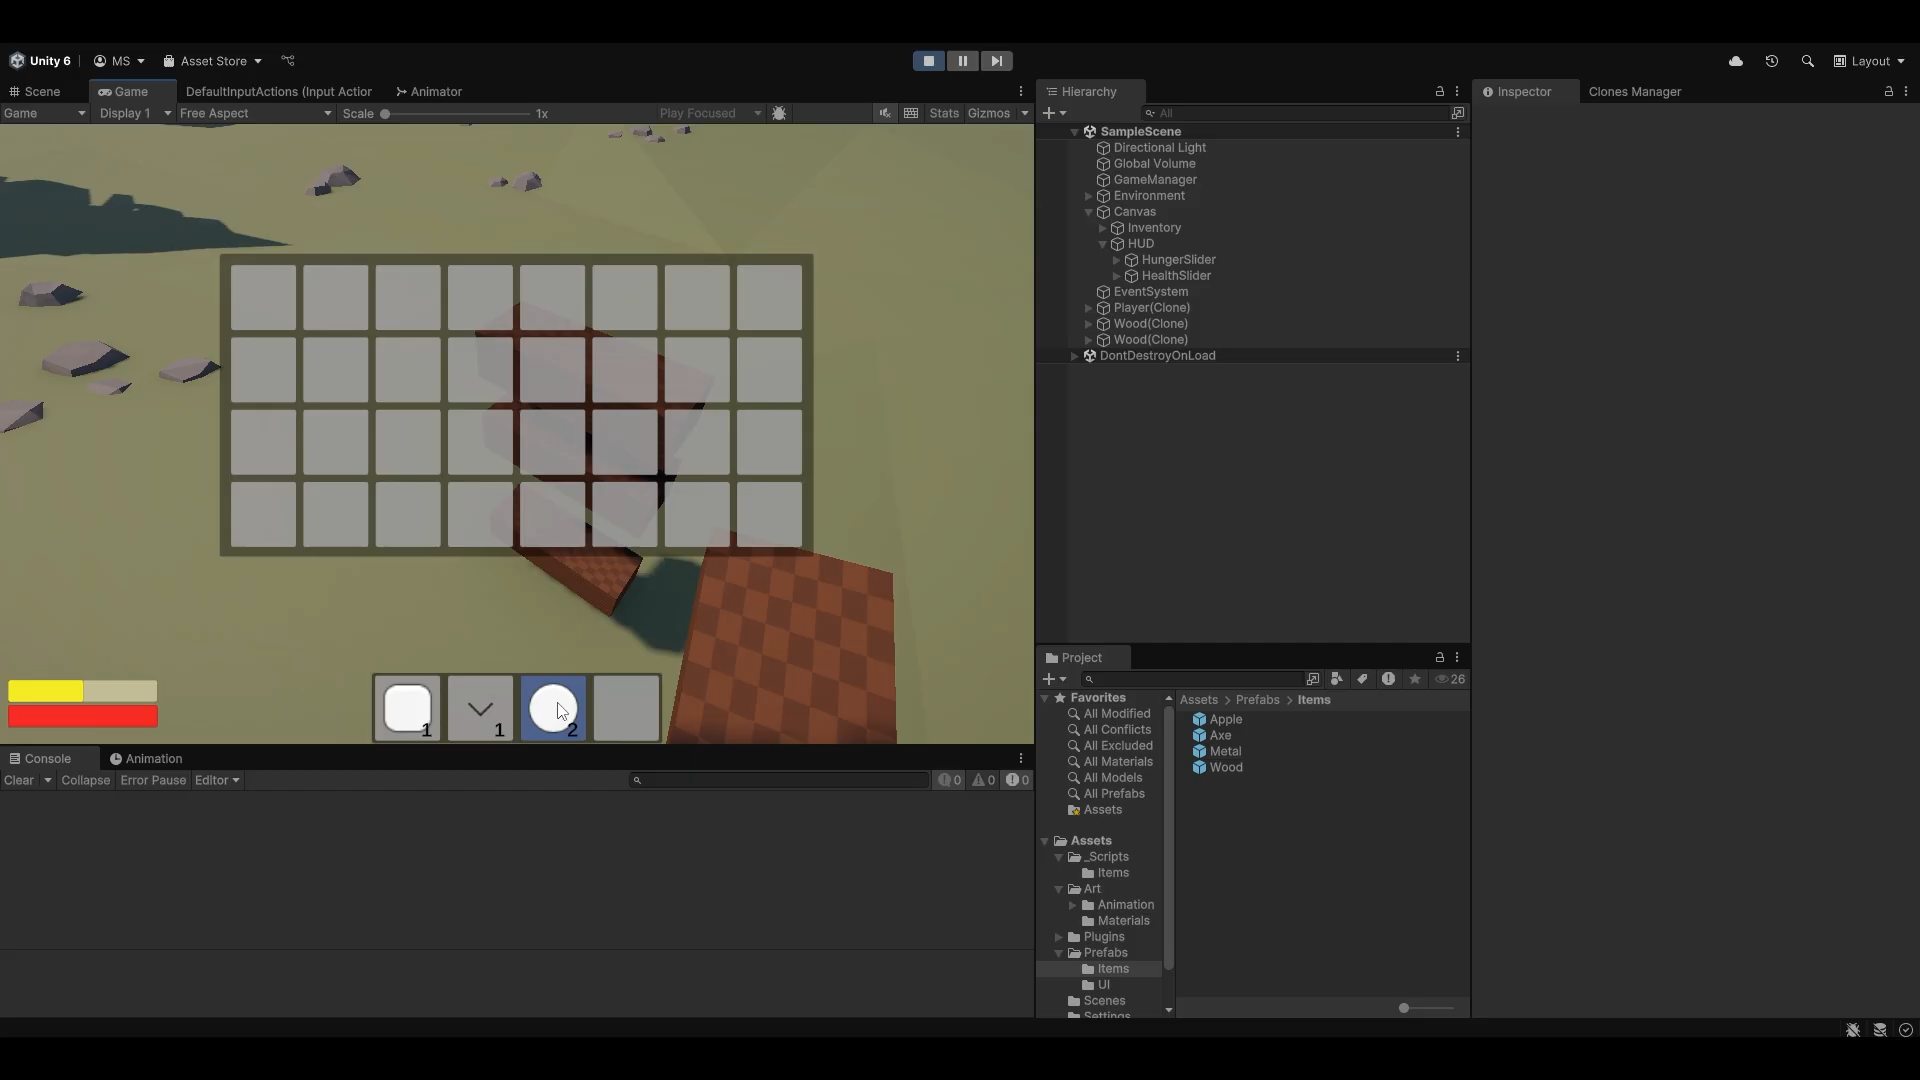 Unity 6 MS Asset Store Layout
Scene Game DefaultInputActions (Input Action Animator
Game Display 1 Free Aspect Scale 1x Play Focused Stats Gizmos
1 1 2
Hierarchy
All
SampleScene
Directional Light
Global Volume
GameManager
Environment
Canvas
Inventory
HUD
HungerSlider
HealthSlider
EventSystem
Player(Clone)
Wood(Clone)
Wood(Clone)
DontDestroyOnLoad
Inspector Clones Manager
Console Animation
Clear Collapse Error Pause Editor 0 0 0
Project
26
Favorites
All Modified
All Conflicts
All Excluded
All Materials
All Models
All Prefabs
Assets
Assets
_Scripts
Items
Art
Animation
Materials
Plugins
Prefabs
Items
UI
Scenes
Settings
Assets > Prefabs > Items
Apple
Axe
Metal
Wood